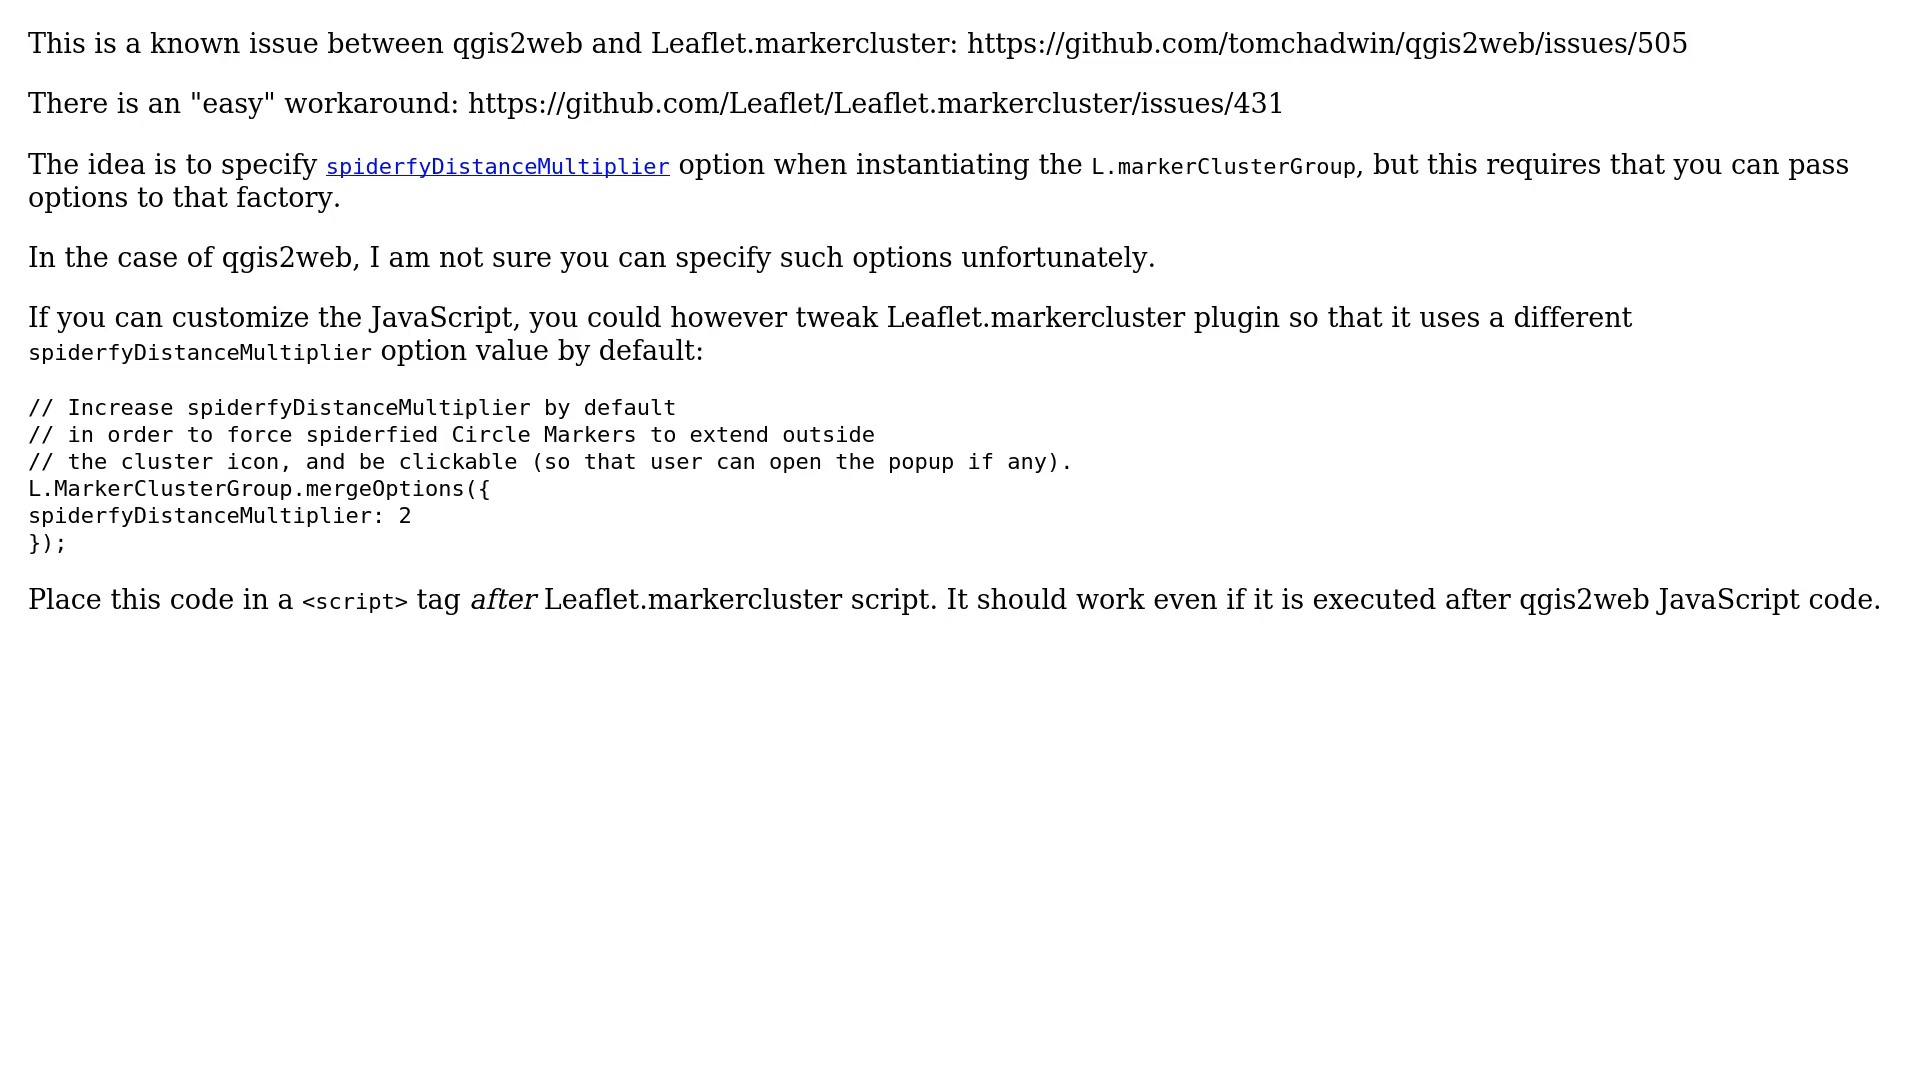 This is a known issue between qgis2web and Leaflet.markercluster: https://github.com/tomchadwin/qgis2web/issues/505
There is an "easy" workaround: https://github.com/Leaflet/Leaflet.markercluster/issues/431
The idea is to specify spiderfyDistanceMultiplier option when instantiating the L.markerClusterGroup, but this requires that you can pass
options to that factory.
In the case of qgis2web, I am not sure you can specify such options unfortunately.
If you can customize the JavaScript, you could however tweak Leaflet.markercluster plugin so that it uses a different
spiderfyDistanceMultiplier option value by default:
// Increase spiderfyDistanceMultiplier by default
// in order to force spiderfied Circle Markers to extend outside
// the cluster icon, and be clickable (so that user can open the popup if any).
L.MarkerClusterGroup.mergeOptions({
spiderfyDistanceMultiplier: 2
});
Place this code in a <script> tag after Leaflet.markercluster script. It should work even if it is executed after qgis2web JavaScript code.